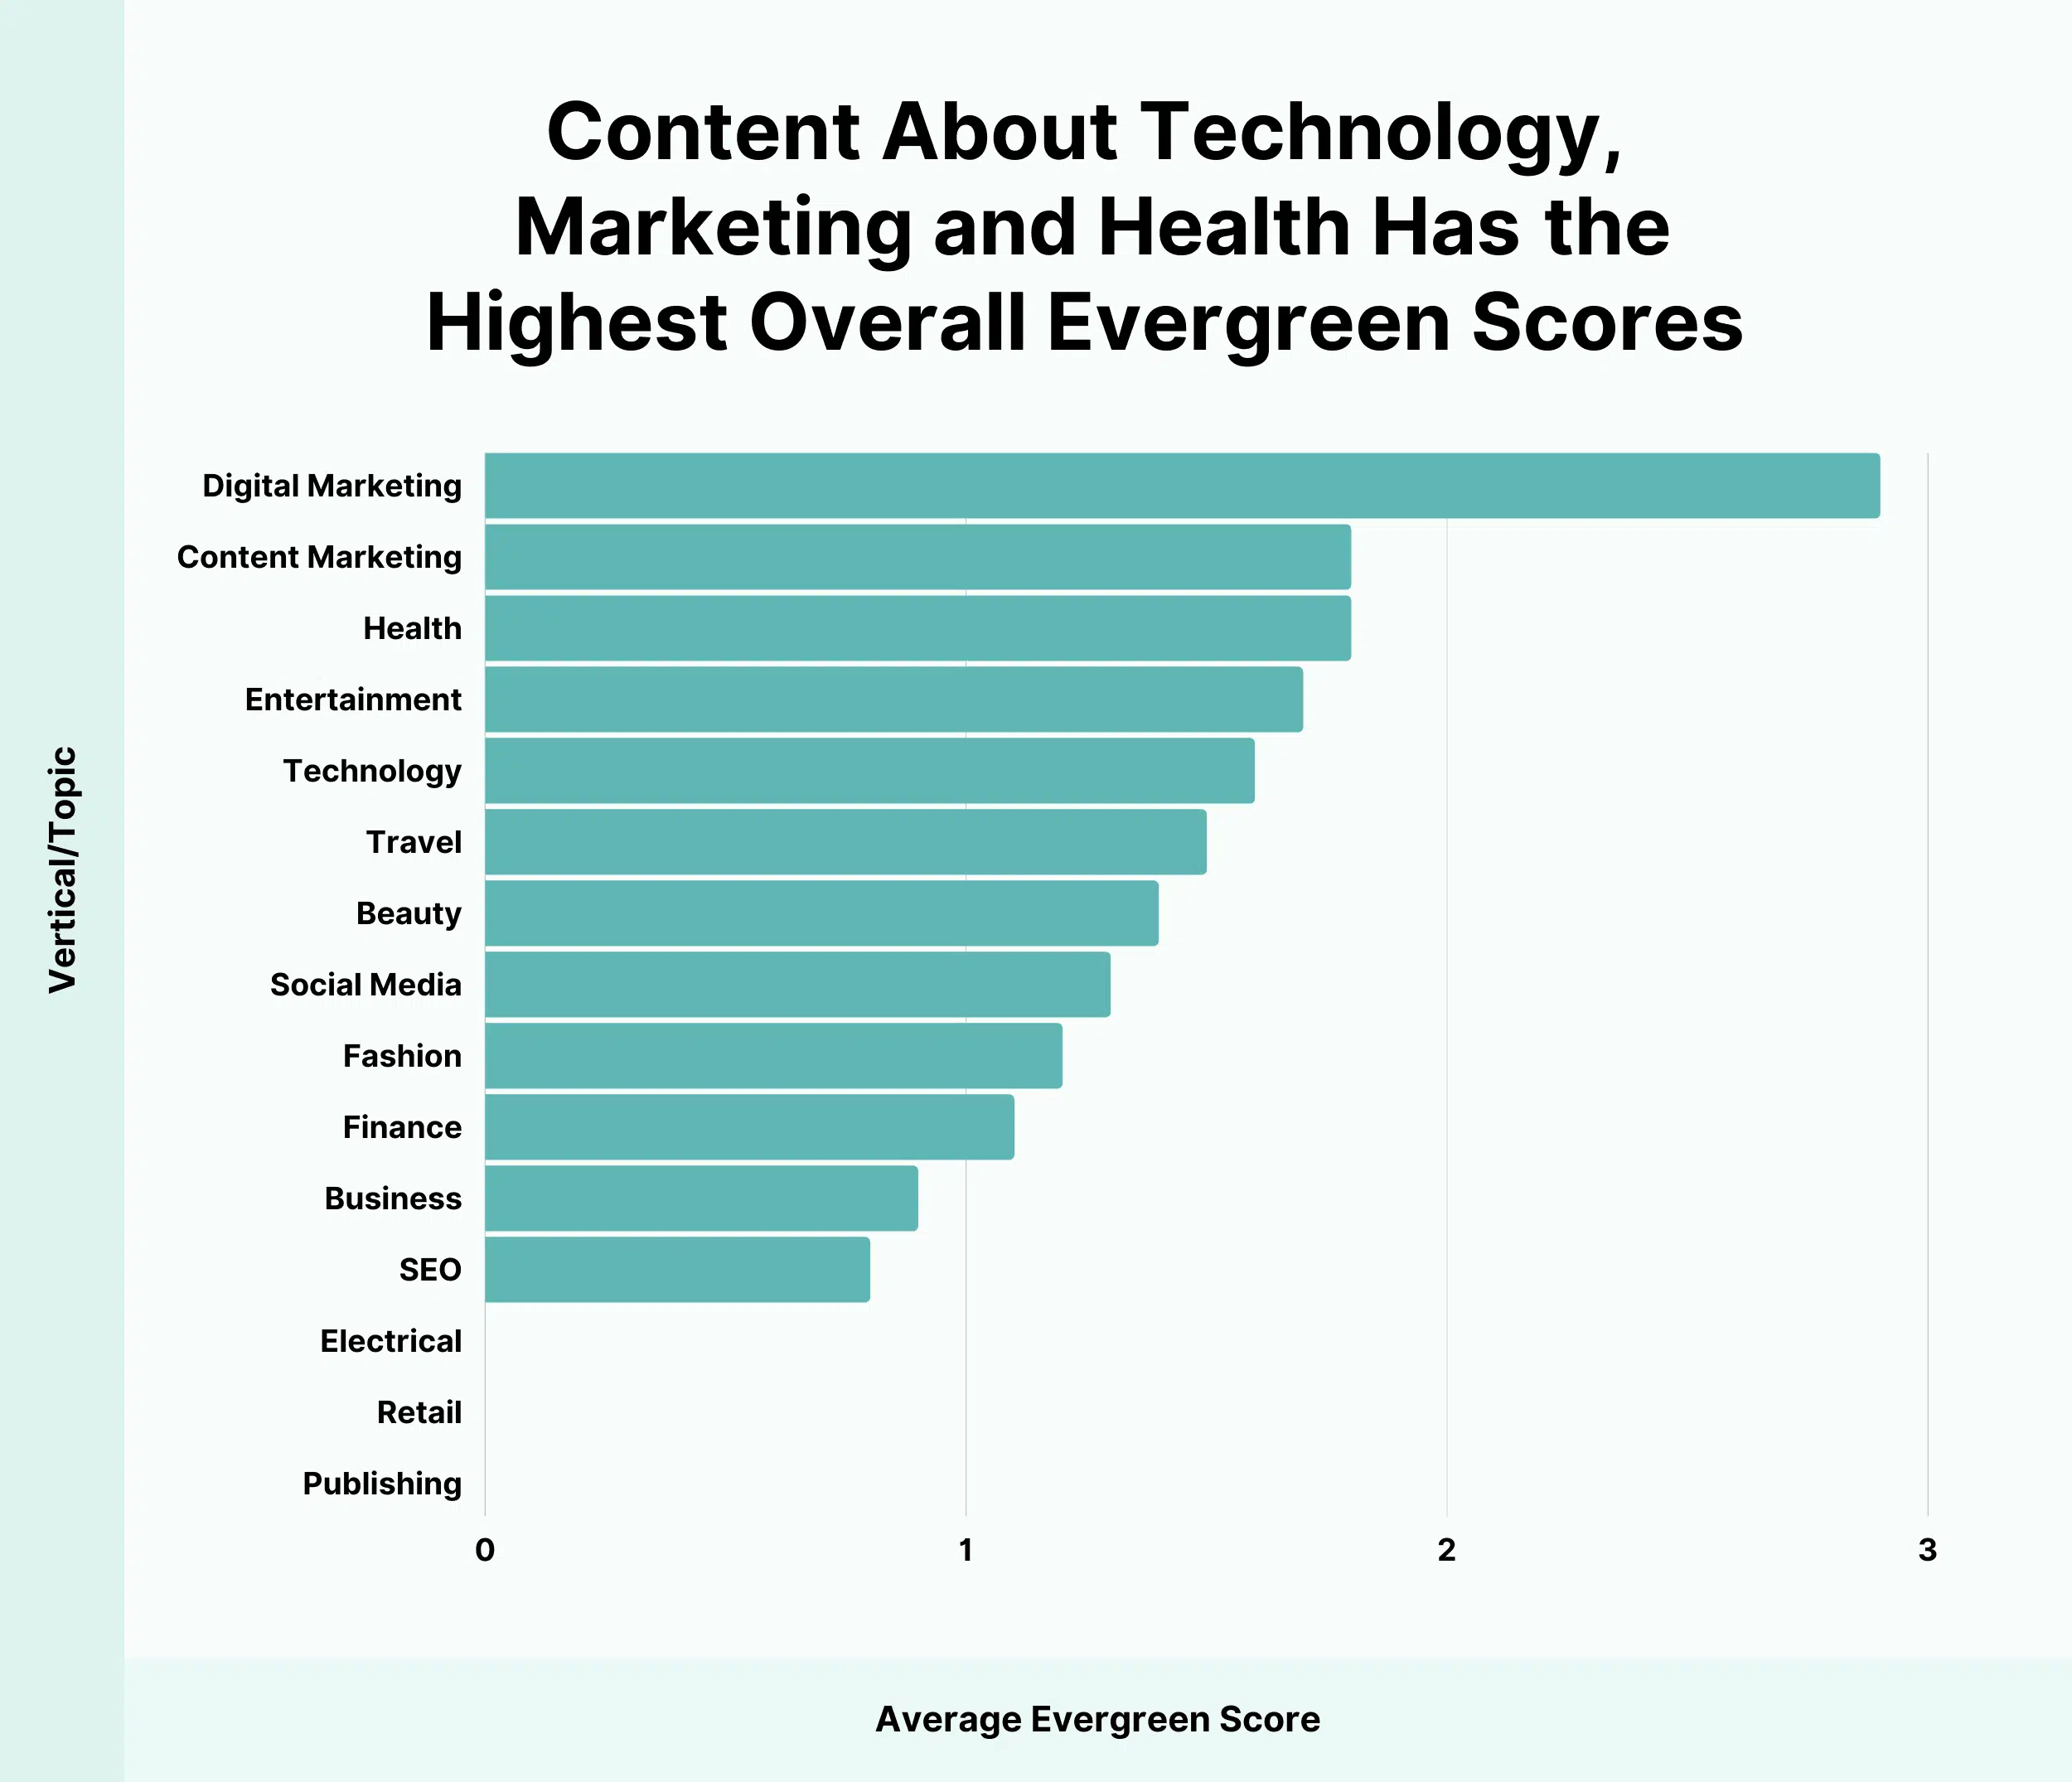 Content About Technology,
Marketing and Health Has the
Highest Overall Evergreen Scores
Vertical/Topic
Digital Marketing
Content Marketing
Health
Entertainment
Technology
Travel
Beauty
Social Media
Fashion
Finance
Business
SEO
Electrical
Retail
Publishing
0 1 2 3
Average Evergreen Score